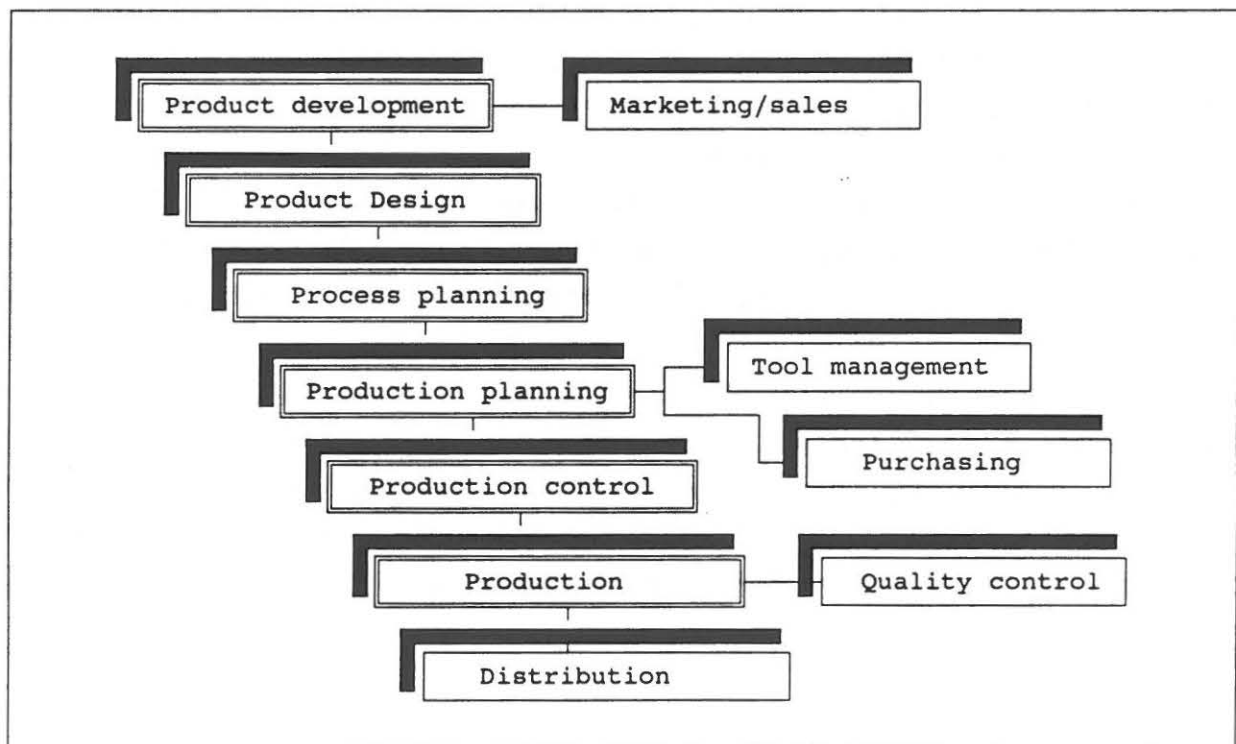 Product development
Marketing/sales
Product Design
Process planning
Production planning
Tool management
Purchasing
Production control
Production
Quality control
Distribution